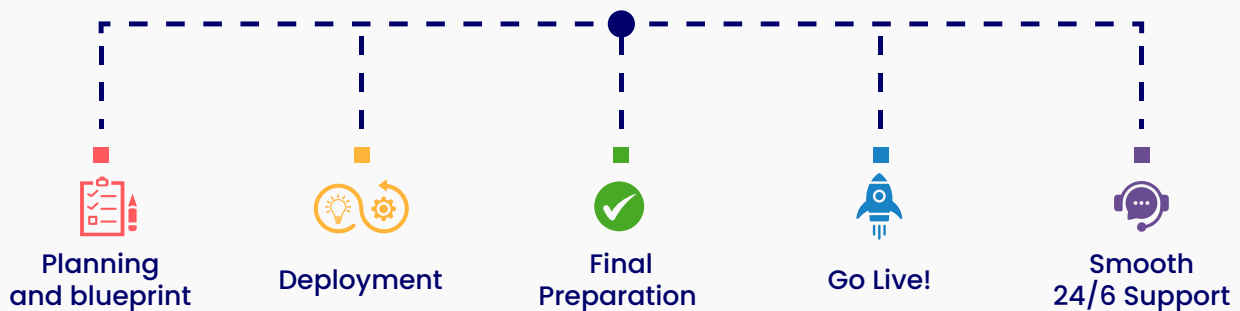 Planning
and blueprint
Deployment
Final
Preparation
Go Live!
Smooth
24/6 Support